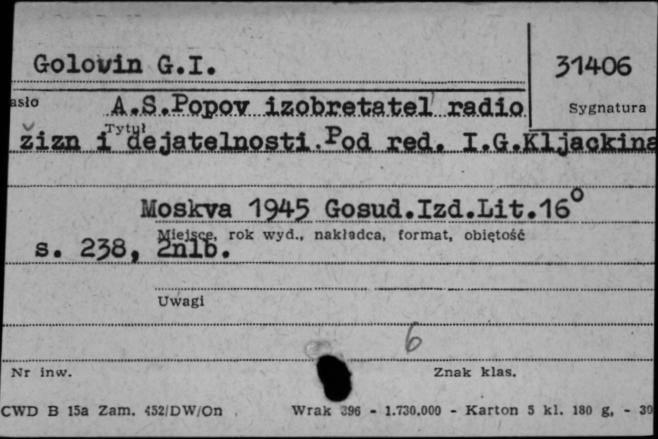 Golovin G.I.
31406
asło
A.S.Popov izobretatel radio
Sygnatura
Tytuł
žizn i dejatelnosti.Pod red. I.G.Kljackina
Moskva 1945 Gosud.Izd.Lit.16°
Miejsce, rok wyd., nakładca, format, objętość
s. 238, 2nlb.
Uwagi
6
Nr inw.
Znak klas.
CWD B 15a Zam. 452/DW/On
Wrak 396 - 1.730.000 - Karton 5 kl. 180 g, - 30